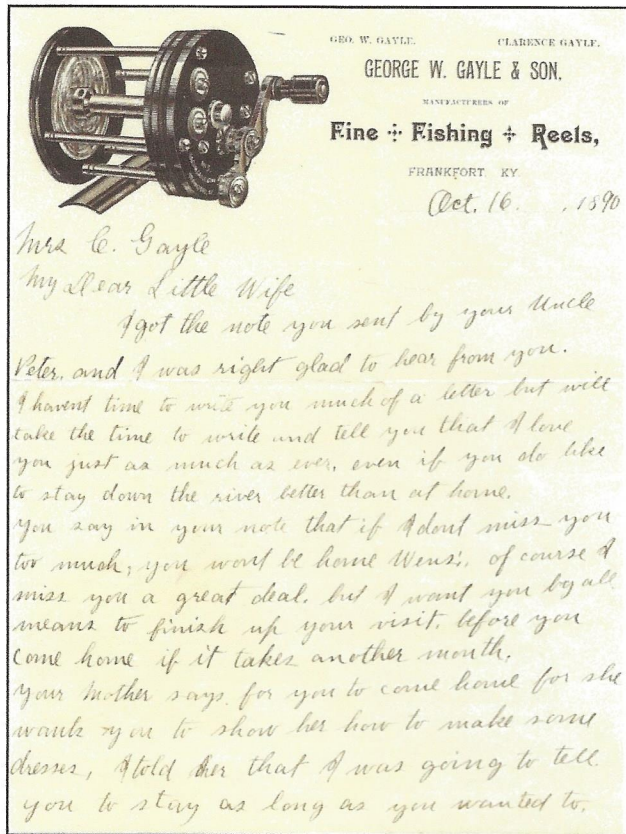 GEO. W. GAYLE. CLARENCE GAYLE.
GEORGE W. GAYLE & SON,
MANUFACTURERS OF
Fine ÷ Fishing ÷ Reels,
FRANKFORT, KY.
Oct. 16. , 1890
Mrs C. Gayle
My Dear Little Wife
I got the note you sent by your Uncle
Peter, and I was right glad to hear from you.
I havent time to write you much of a letter but will
take the time to write and tell you that I love
you just as much as ever, even if you do like
to stay down the river better than at home.
You say in your note that if I dont miss you
too much, you wont be home Wens'. of course I
miss you a great deal. but I want you by all
means to finish up your visit. before you
come home if it takes another month.
Your Mother says for you to come home for she
wants you to show her how to make some
dresses, I told her that I was going to tell
you to stay as long as you wanted to.